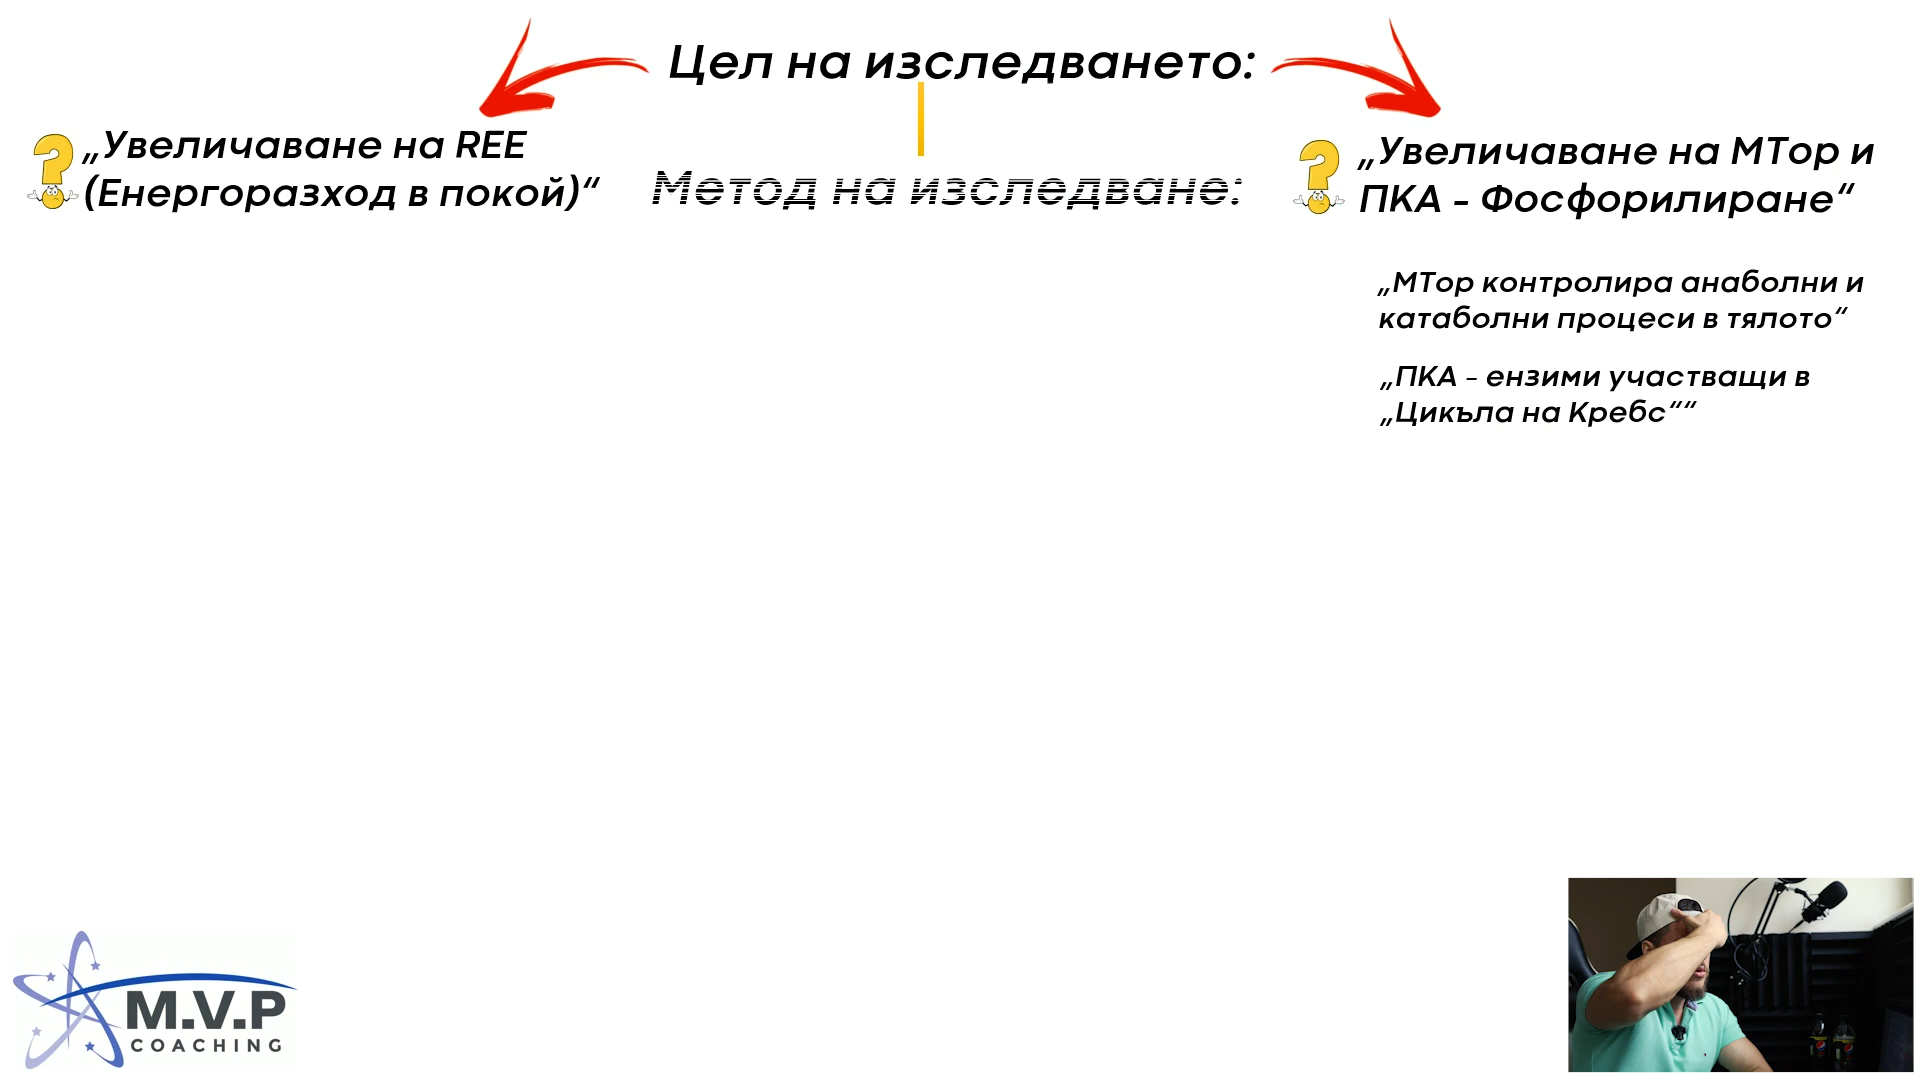 Цел на изследването:
„Увеличаване на REE
(Енергоразход в покой)“
Метод на изследване:
„Увеличаване на МТор и
ПКА - Фосфорилиране“
„МТор контролира анаболни и
катаболни процеси в тялото“
„ПКА - ензими участващи в
„Цикъла на Кребс““
M.V.P
COACHING